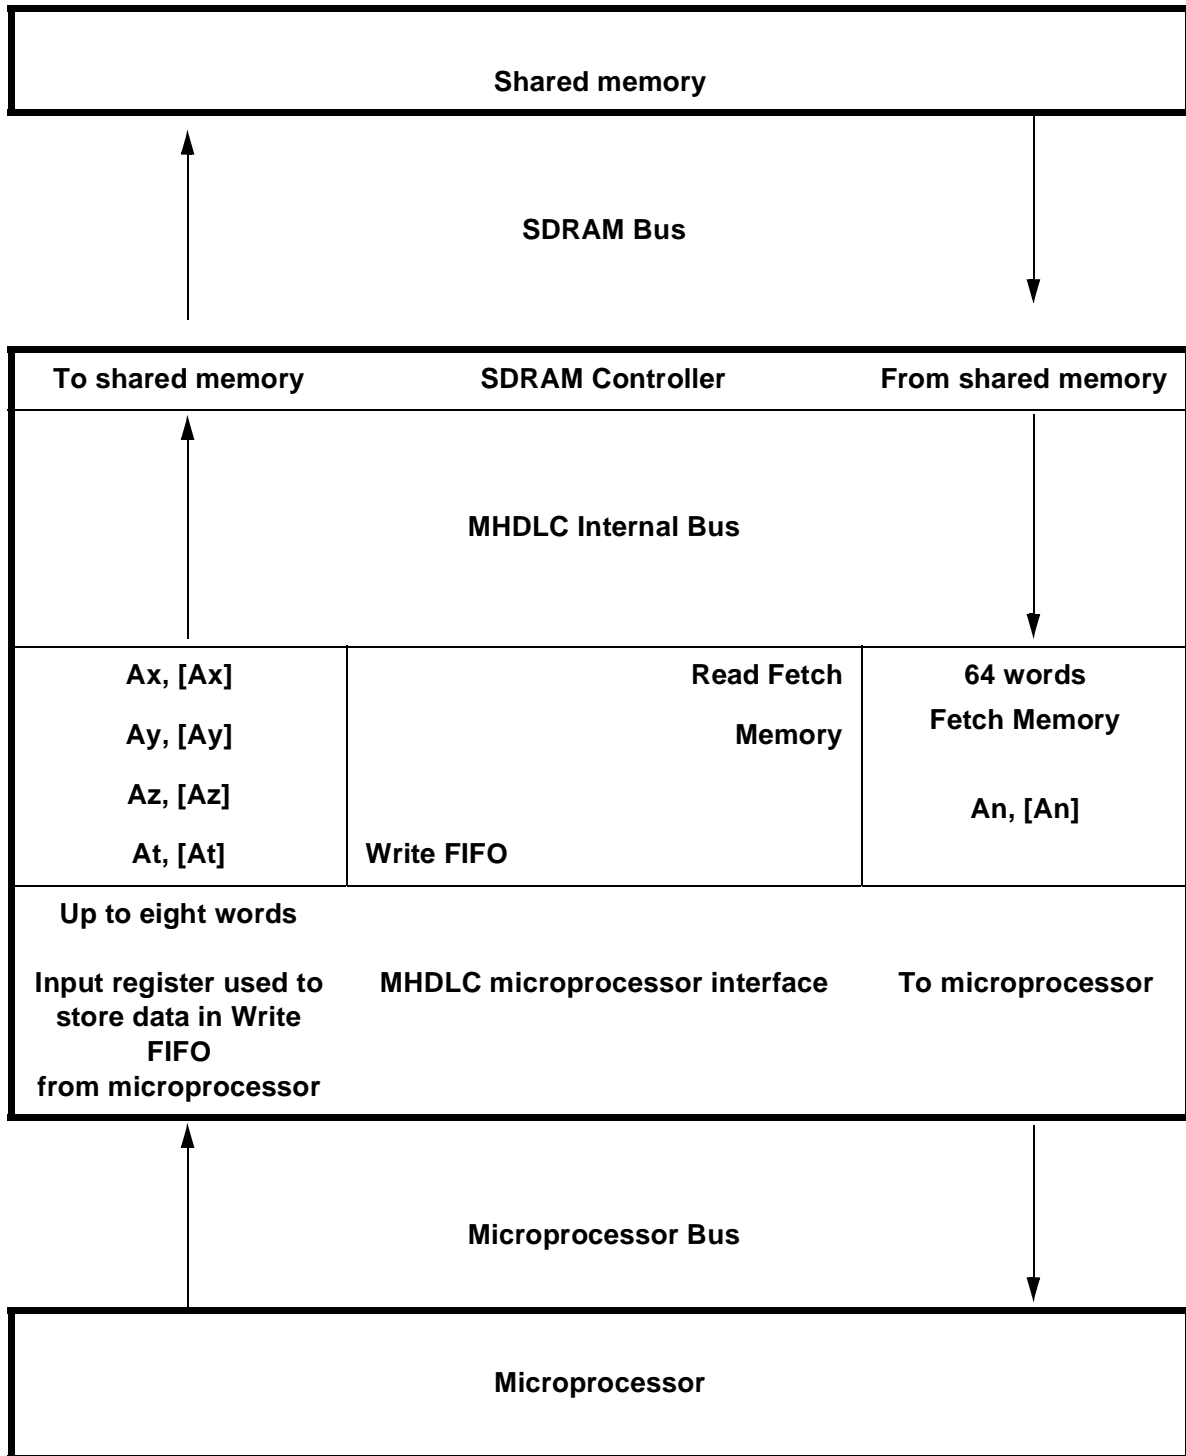 Shared memory
SDRAM Bus
To shared memory
SDRAM Controller
From shared memory
MHDLC Internal Bus
Ax, [Ax]
Ay, [Ay]
Az, [Az]
At, [At]
Read Fetch
Memory
Write FIFO
64 words
Fetch Memory
An, [An]
Up to eight words
Input register used to
store data in Write
FIFO
from microprocessor
MHDLC microprocessor interface
To microprocessor
Microprocessor Bus
Microprocessor